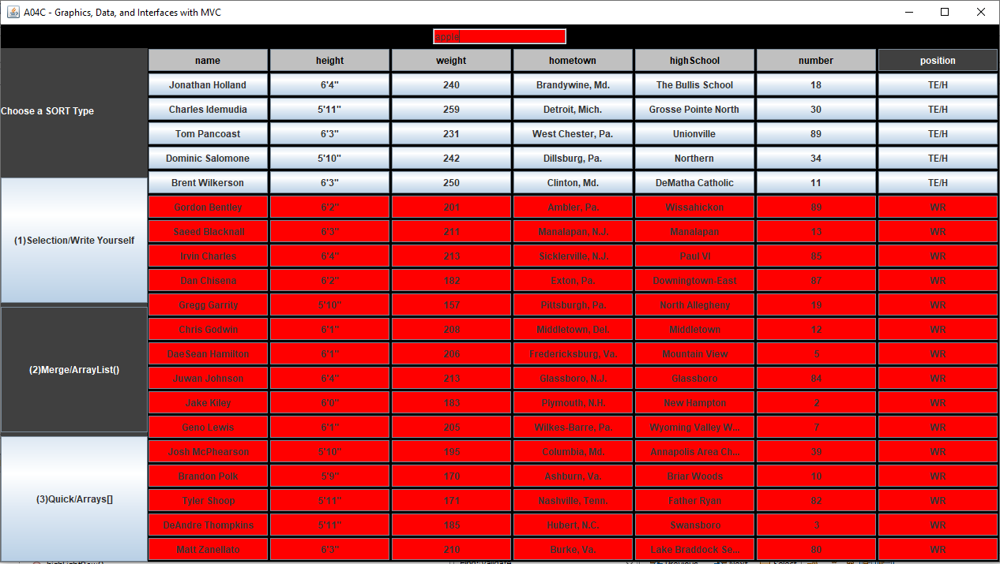 A04C - Graphics, Data, and Interfaces with MVC
apple
name height weight hometown highSchool number position
Jonathan Holland 6'4" 240 Brandywine, Md. The Bullis School 18 TE/H
Choose a SORT Type
Charles Idemudia 5'11" 259 Detroit, Mich. Grosse Pointe North 30 TE/H
Tom Pancoast 6'3" 231 West Chester, Pa. Unionville 89 TE/H
Dominic Salomone 5'10" 242 Dillsburg, Pa. Northern 34 TE/H
Brent Wilkerson 6'3" 250 Clinton, Md. DeMatha Catholic 11 TE/H
Gordon Bentley 6'2" 201 Ambler, Pa. Wissahickon 89 WR
Saeed Blacknall 6'3" 211 Manalapan, N.J. Manalapan 13 WR
(1)Selection/Write Yourself
Irvin Charles 6'4" 213 Sicklerville, N.J. Paul VI 85 WR
Dan Chisena 6'2" 182 Exton, Pa. Downingtown East 87 WR
Gregg Garrity 5'10" 157 Pittsburgh, Pa. North Allegheny 19 WR
Chris Godwin 6'1" 208 Middletown, Del. Middletown 12 WR
DaeSean Hamilton 6'1" 206 Fredericksburg, Va. Mountain View 5 WR
(2)Merge/ArrayList()
Juwan Johnson 6'4" 213 Glassboro, N.J. Glassboro 84 WR
Jake Kiley 6'0" 183 Plymouth, N.H. New Hampton 2 WR
Geno Lewis 6'1" 205 Wilkes-Barre, Pa. Wyoming Valley W... 7 WR
Josh McPhearson 5'10" 195 Columbia, Md. Annapolis Area Ch... 39 WR
Brandon Polk 5'9" 170 Ashburn, Va. Briar Woods 10 WR
(3)Quick/Arrays[]
Tyler Shoop 5'11" 171 Nashville, Tenn. Father Ryan 82 WR
DeAndre Thompkins 5'11" 185 Hubert, N.C. Swansboro 3 WR
Matt Zanellato 6'3" 210 Burke, Va. Lake Braddock Se... 80 WR